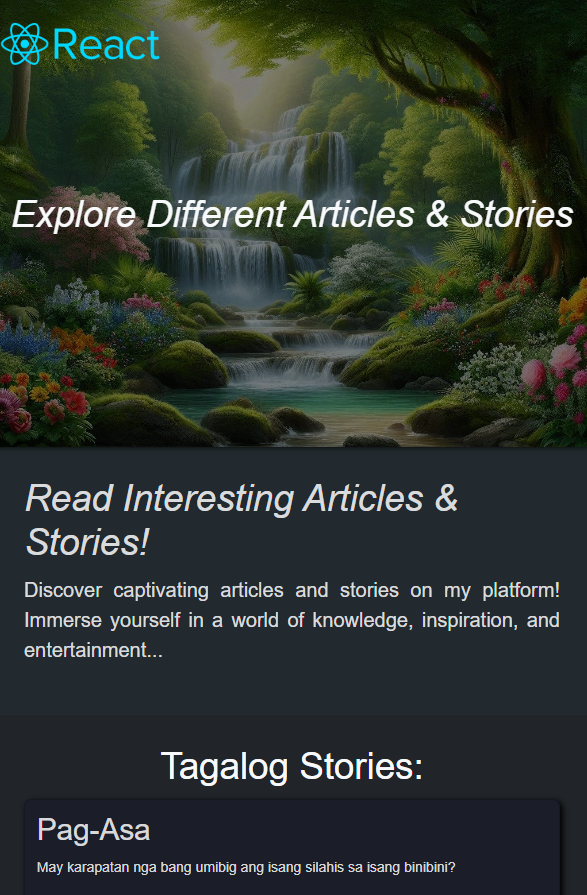 React
Explore Different Articles & Stories
Read Interesting Articles &
Stories!
Discover captivating articles and stories on my platform!
Immerse yourself in a world of knowledge, inspiration, and
entertainment...
Tagalog Stories:
Pag-Asa
May karapatan nga bang umibig ang isang silahis sa isang binibini?